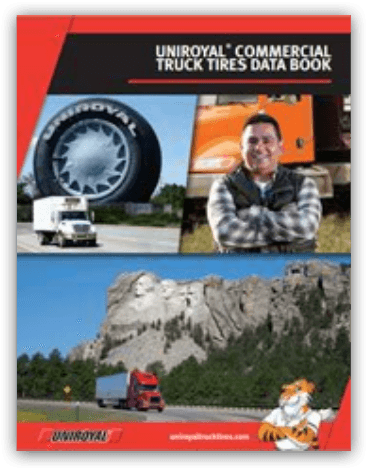 UNIROYAL® COMMERCIAL
TRUCK TIRES DATA BOOK
UNIROYAL
UNIROYAL
uniroyaltrucktires.com